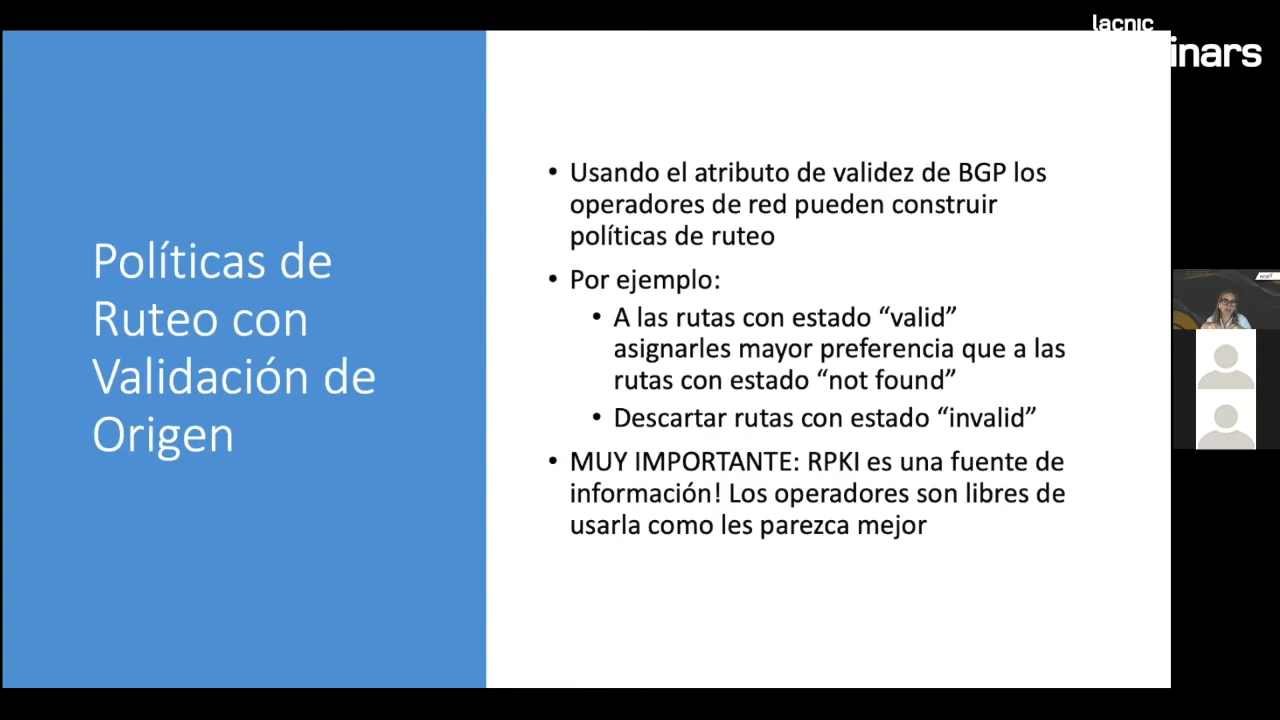 lacnic
inars
Políticas de
Ruteo con
Validación de
Origen
• Usando el atributo de validez de BGP los
operadores de red pueden construir
políticas de ruteo
• Por ejemplo:
• A las rutas con estado “valid”
asignarles mayor preferencia que a las
rutas con estado “not found”
• Descartar rutas con estado “invalid”
• MUY IMPORTANTE: RPKI es una fuente de
información! Los operadores son libres de
usarla como les parezca mejor